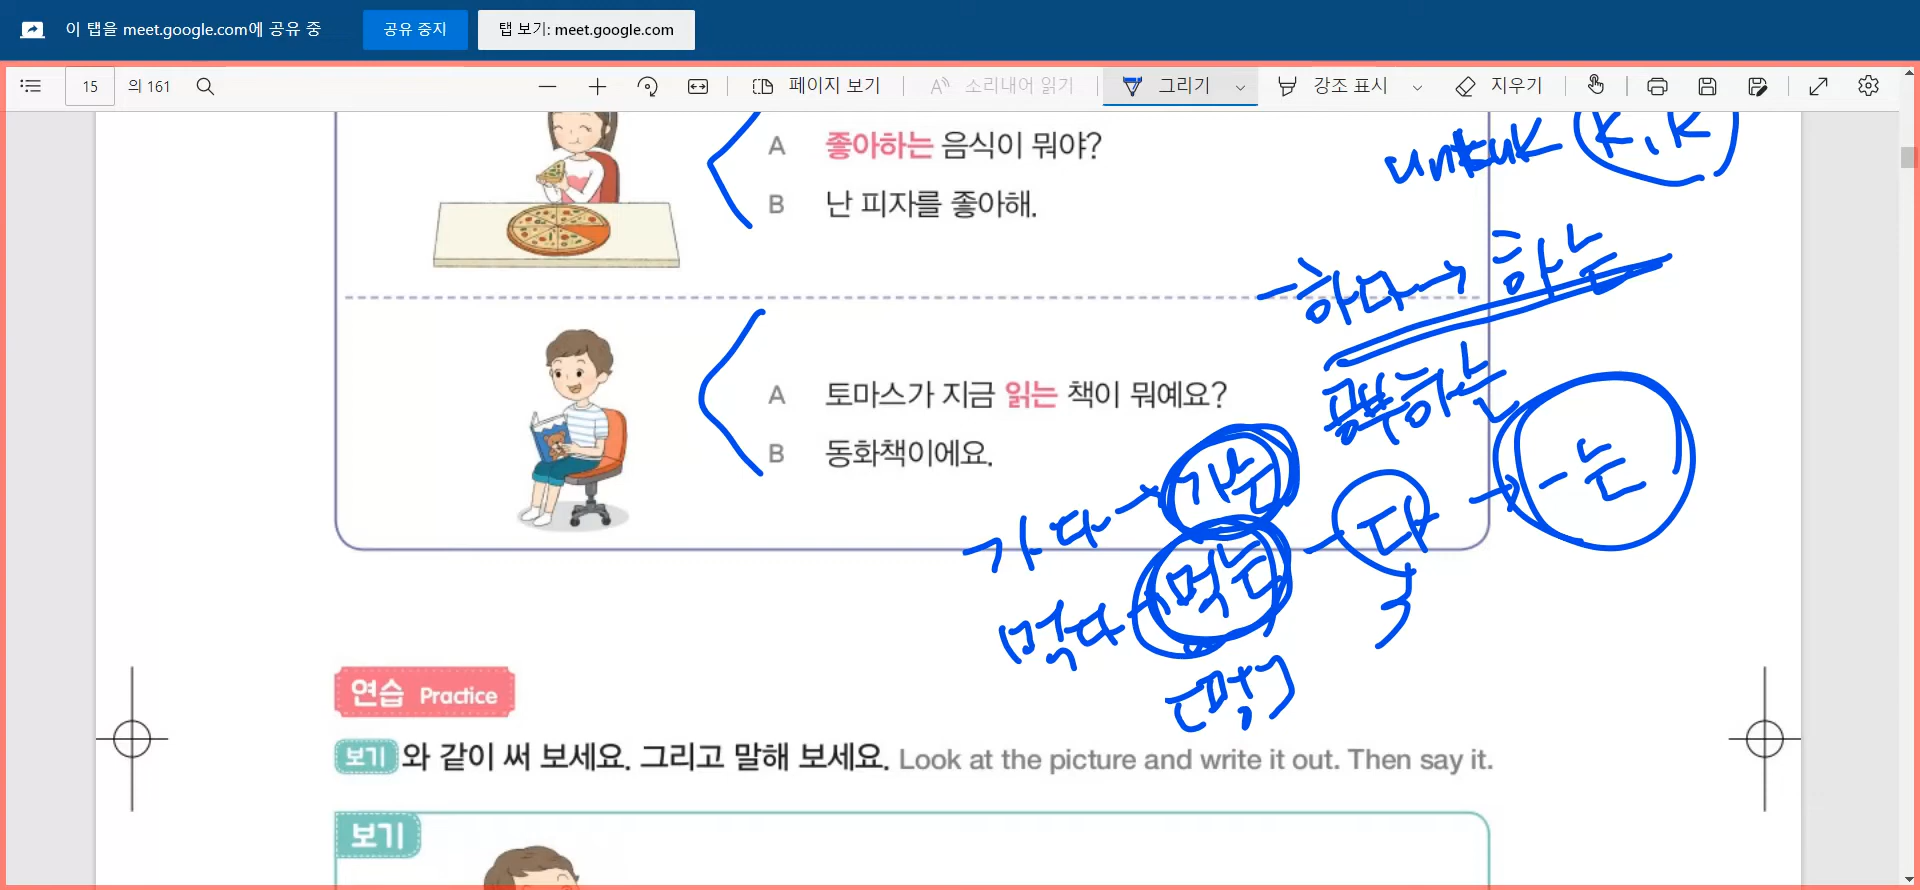 이 탭을 meet.google.com에 공유 중 공유 중지 탭 보기: meet.google.com
15 의 161 페이지 보기 소리내어 읽기 그리기 강조 표시 지우기
A 좋아하는 음식이 뭐야?
B 난 피자를 좋아해.
untuk (K, K)
-하다 → 하는
공부하는
A 토마스가 지금 읽는 책이 뭐예요?
B 동화책이에요.
가다 → 가는
-다 → -는
먹다 → 먹는
연습 Practice
보기 와 같이 써 보세요. 그리고 말해 보세요. Look at the picture and write it out. Then say it.
보기